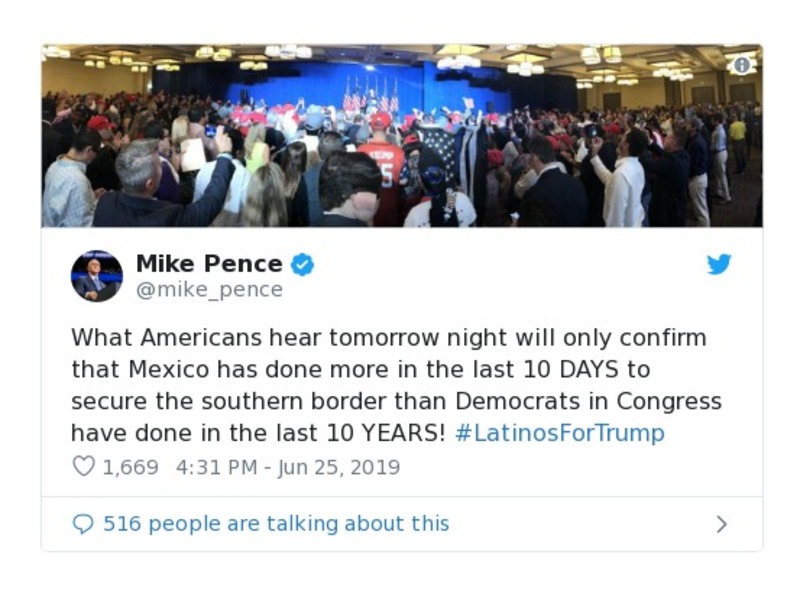 TRUMP
Mike Pence
@mike_pence
What Americans hear tomorrow night will only confirm
that Mexico has done more in the last 10 DAYS to
secure the southern border than Democrats in Congress
have done in the last 10 YEARS! #LatinosForTrump
1,669 4:31 PM - Jun 25, 2019
516 people are talking about this